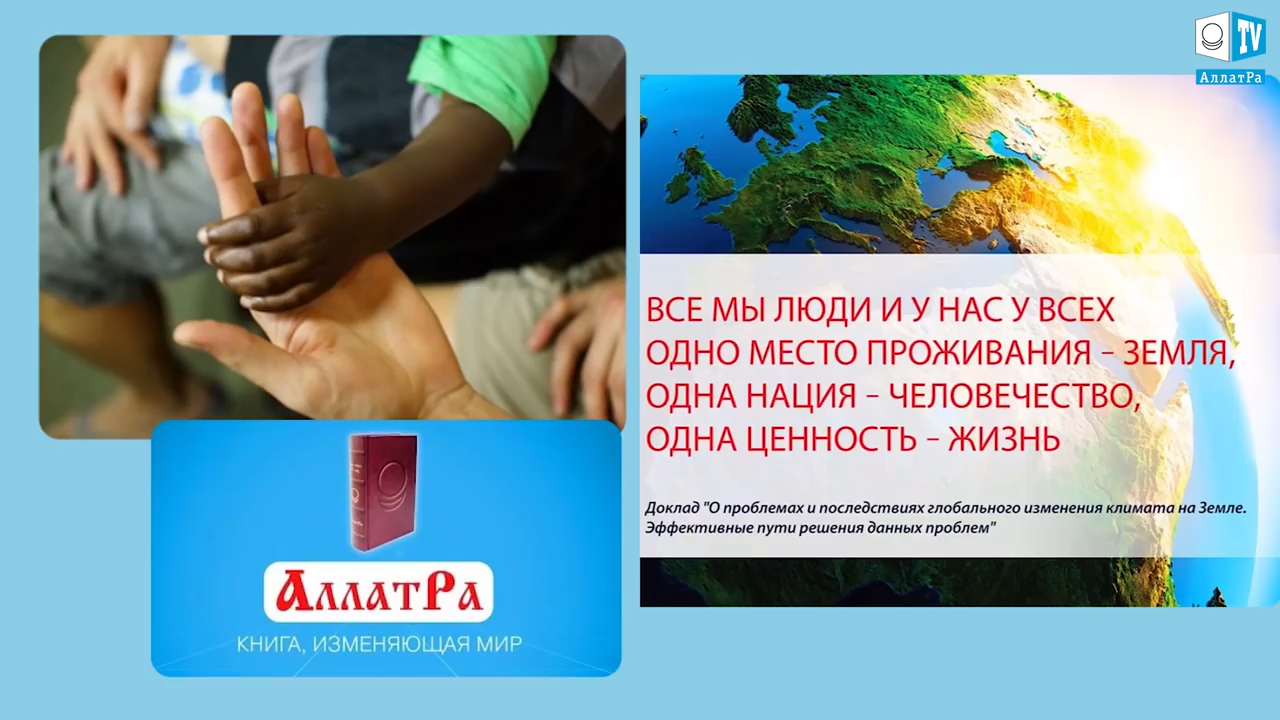 TV
АллатРа
ВСЕ МЫ ЛЮДИ И У НАС У ВСЕХ
ОДНО МЕСТО ПРОЖИВАНИЯ – ЗЕМЛЯ,
ОДНА НАЦИЯ – ЧЕЛОВЕЧЕСТВО,
ОДНА ЦЕННОСТЬ – ЖИЗНЬ
Доклад "О проблемах и последствиях глобального изменения климата на Земле.
Эффективные пути решения данных проблем"
АллатРа
КНИГА, ИЗМЕНЯЮЩАЯ МИР